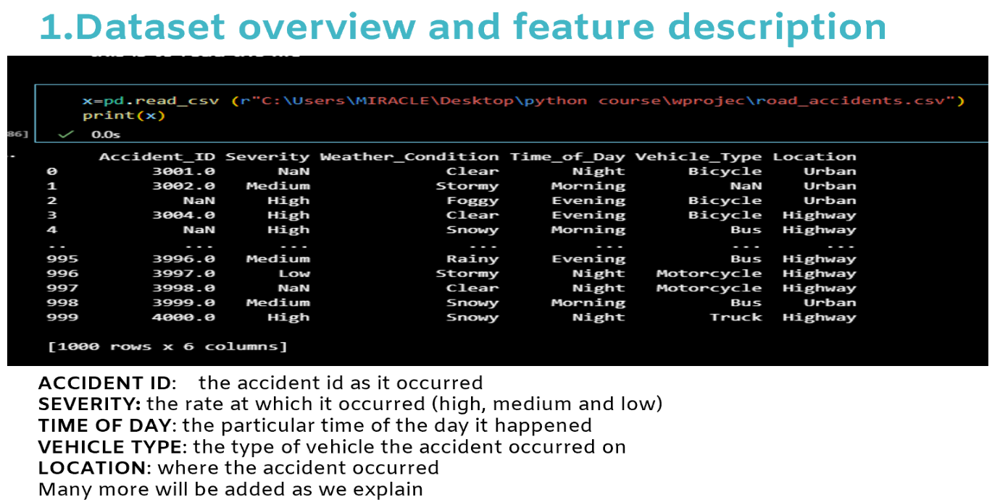 1.Dataset overview and feature description
x=pd.read_csv (r"C:\Users\MIRACLE\Desktop\python course\wprojec\road_accidents.csv")
print(x)
86] ✓ 0.0s
Accident_ID Severity Weather_Condition Time_of_Day Vehicle_Type Location
0 3001.0 NaN Clear Night Bicycle Urban
1 3002.0 Medium Stormy Morning NaN Urban
2 NaN High Foggy Evening Bicycle Urban
3 3004.0 High Clear Evening Bicycle Highway
4 NaN High Snowy Morning Bus Highway
.. ... ... ... ... ... ...
995 3996.0 Medium Rainy Evening Bus Highway
996 3997.0 Low Stormy Night Motorcycle Highway
997 3998.0 NaN Clear Night Motorcycle Highway
998 3999.0 Medium Snowy Morning Bus Urban
999 4000.0 High Snowy Night Truck Highway
[1000 rows x 6 columns]
ACCIDENT ID: the accident id as it occurred
SEVERITY: the rate at which it occurred (high, medium and low)
TIME OF DAY: the particular time of the day it happened
VEHICLE TYPE: the type of vehicle the accident occurred on
LOCATION: where the accident occurred
Many more will be added as we explain